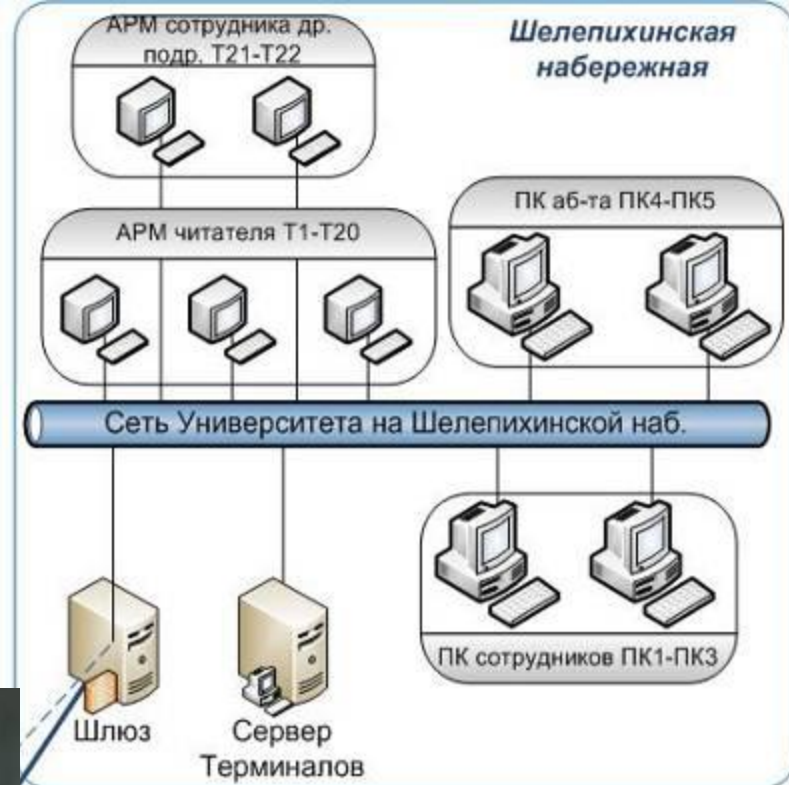 АРМ сотрудника др.
подр. Т21-Т22
Шелепихинская
набережная
АРМ читателя Т1-Т20
ПК аб-та ПК4-ПК5
Сеть Университета на Шелепихинской наб.
ПК сотрудников ПК1-ПК3
Шлюз
Сервер
Терминалов